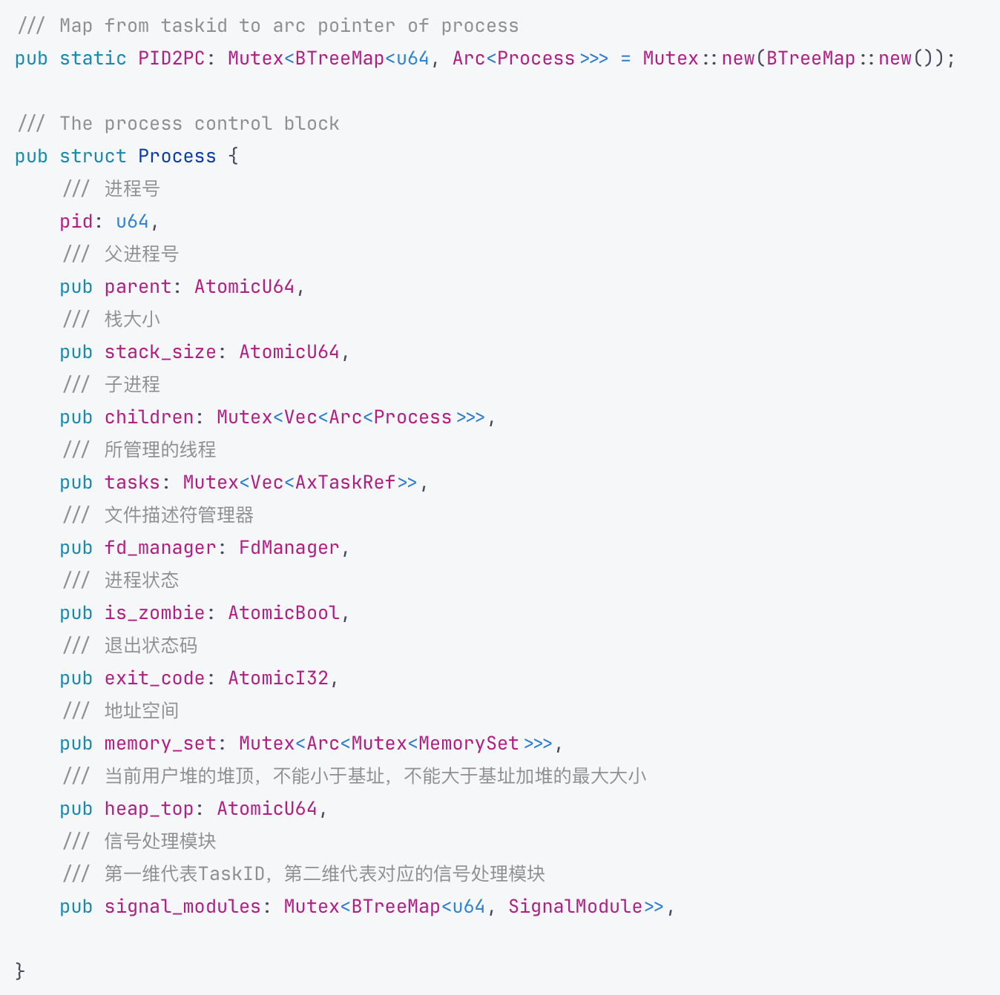 /// Map from taskid to arc pointer of process
pub static PID2PC: Mutex<BTreeMap<u64, Arc<Process>>> = Mutex::new(BTreeMap::new());

/// The process control block
pub struct Process {
    /// 进程号
    pid: u64,
    /// 父进程号
    pub parent: AtomicU64,
    /// 栈大小
    pub stack_size: AtomicU64,
    /// 子进程
    pub children: Mutex<Vec<Arc<Process>>>,
    /// 所管理的线程
    pub tasks: Mutex<Vec<AxTaskRef>>,
    /// 文件描述符管理器
    pub fd_manager: FdManager,
    /// 进程状态
    pub is_zombie: AtomicBool,
    /// 退出状态码
    pub exit_code: AtomicI32,
    /// 地址空间
    pub memory_set: Mutex<Arc<Mutex<MemorySet>>>,
    /// 当前用户堆的堆顶，不能小于基址，不能大于基址加堆的最大大小
    pub heap_top: AtomicU64,
    /// 信号处理模块
    /// 第一维代表TaskID，第二维代表对应的信号处理模块
    pub signal_modules: Mutex<BTreeMap<u64, SignalModule>>,

}